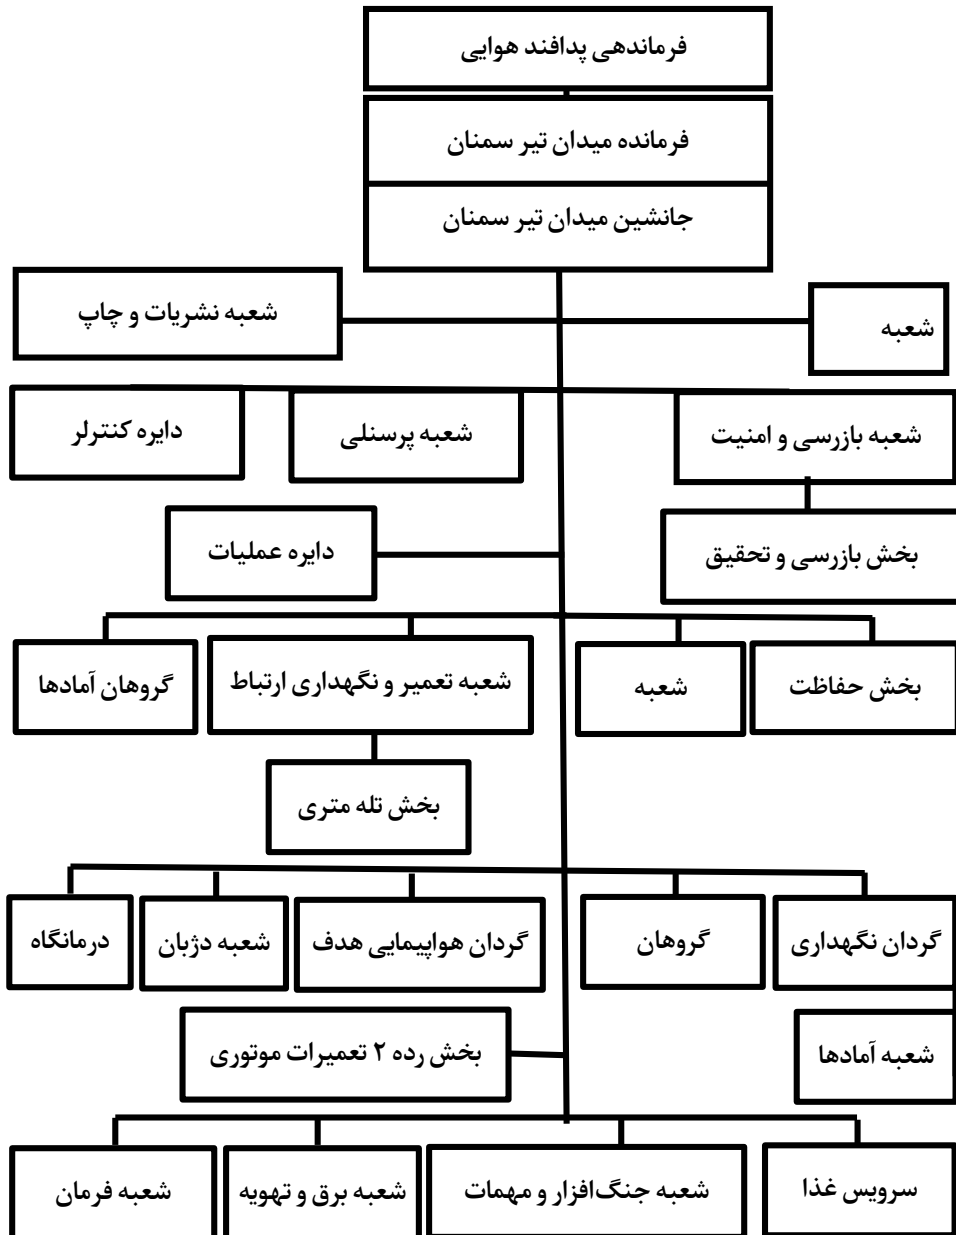 فرماندهی پدافند هوایی
فرمانده میدان تیر سمنان
جانشین میدان تیر سمنان
شعبه
شعبه نشریات و چاپ
شعبه بازرسی و امنیت
شعبه پرسنلی
دایره کنترلر
بخش بازرسی و تحقیق
دایره عملیات
بخش حفاظت
شعبه
شعبه تعمیر و نگهداری ارتباط
گروهان آمادها
بخش تله متری
گردان نگهداری
گروهان
گردان هواپیمایی هدف
شعبه دژبان
درمانگاه
شعبه آمادها
بخش رده ۲ تعمیرات موتوری
سرویس غذا
شعبه جنگ‌افزار و مهمات
شعبه برق و تهویه
شعبه فرمان